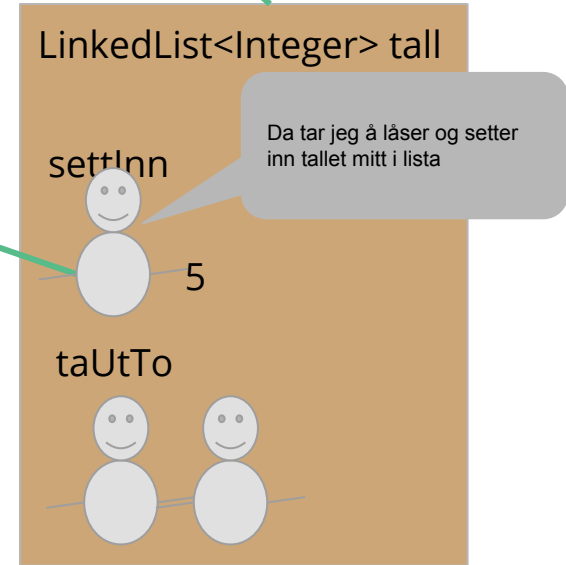 LinkedList<Integer> tall
Da tar jeg å låser og setter
inn tallet mitt i lista
settInn
5
taUtTo